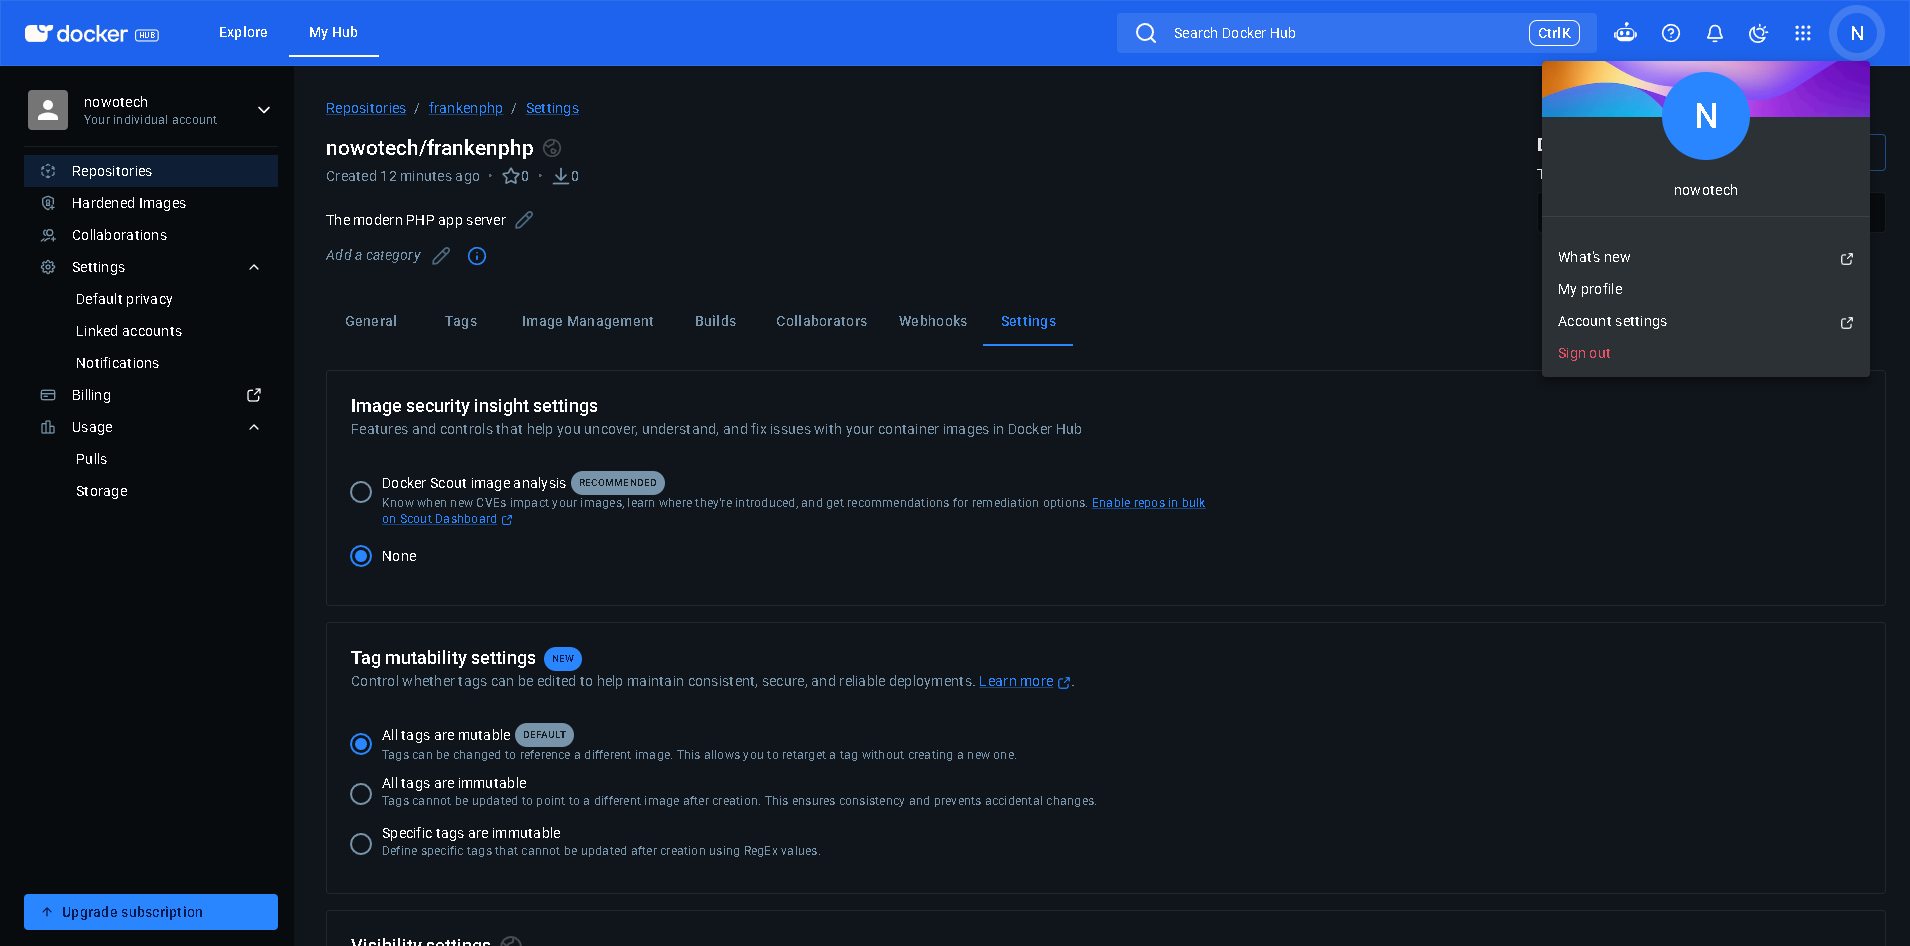 docker HUB
Explore
My Hub
Search Docker Hub
CtrlK
N
nowotech
Your individual account
Repositories
Hardened Images
Collaborations
Settings
Default privacy
Linked accounts
Notifications
Billing
Usage
Pulls
Storage
Upgrade subscription
Repositories / frankenphp / Settings
nowotech/frankenphp
Created 12 minutes ago · 0 · 0
The modern PHP app server
Add a category
General
Tags
Image Management
Builds
Collaborators
Webhooks
Settings
Image security insight settings
Features and controls that help you uncover, understand, and fix issues with your container images in Docker Hub
Docker Scout image analysis RECOMMENDED
Know when new CVEs impact your images, learn where they're introduced, and get recommendations for remediation options. Enable repos in bulk
on Scout Dashboard
None
Tag mutability settings NEW
Control whether tags can be edited to help maintain consistent, secure, and reliable deployments. Learn more .
All tags are mutable DEFAULT
Tags can be changed to reference a different image. This allows you to retarget a tag without creating a new one.
All tags are immutable
Tags cannot be updated to point to a different image after creation. This ensures consistency and prevents accidental changes.
Specific tags are immutable
Define specific tags that cannot be updated after creation using RegEx values.
Visibility settings
N
nowotech
What's new
My profile
Account settings
Sign out